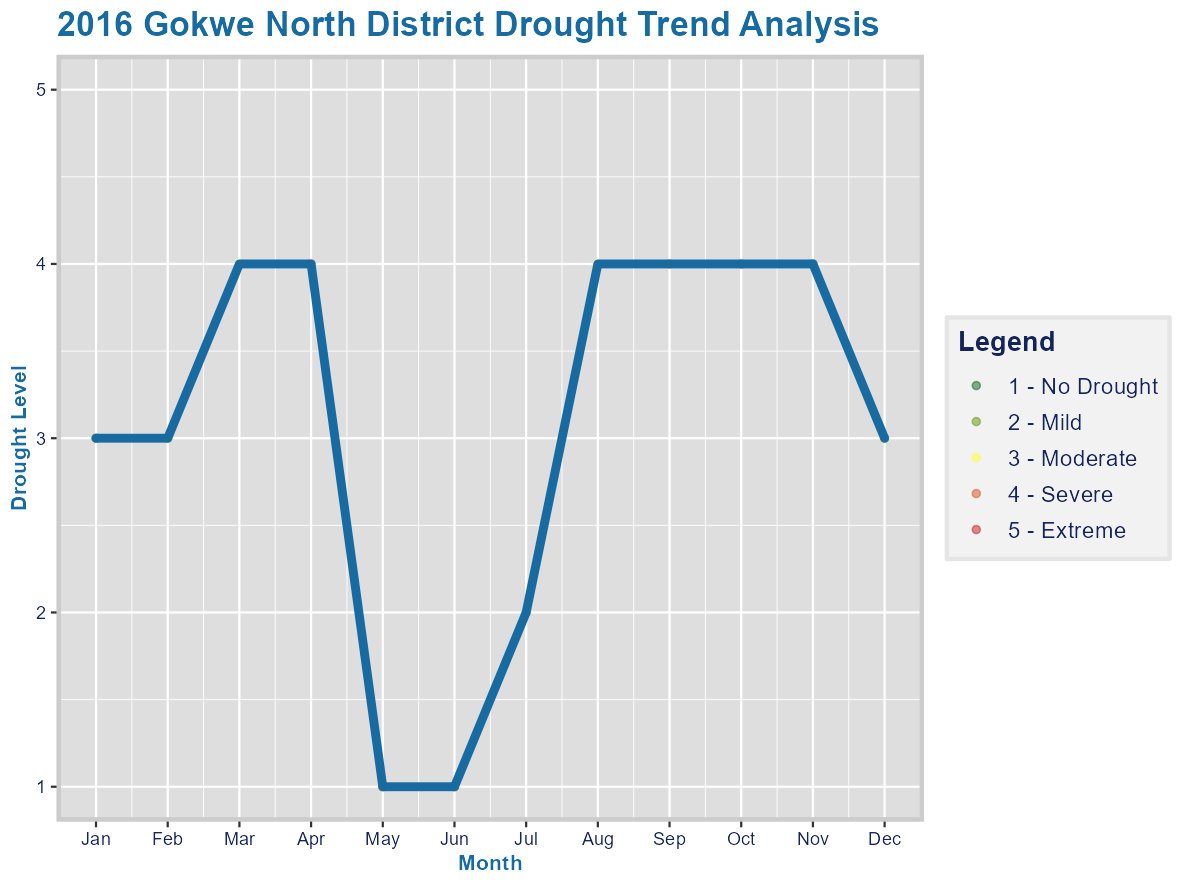 2016 Gokwe North District Drought Trend Analysis
Drought Level
5
4
3
2
1
Jan Feb Mar Apr May Jun Jul Aug Sep Oct Nov Dec
Month
Legend
1 - No Drought
2 - Mild
3 - Moderate
4 - Severe
5 - Extreme